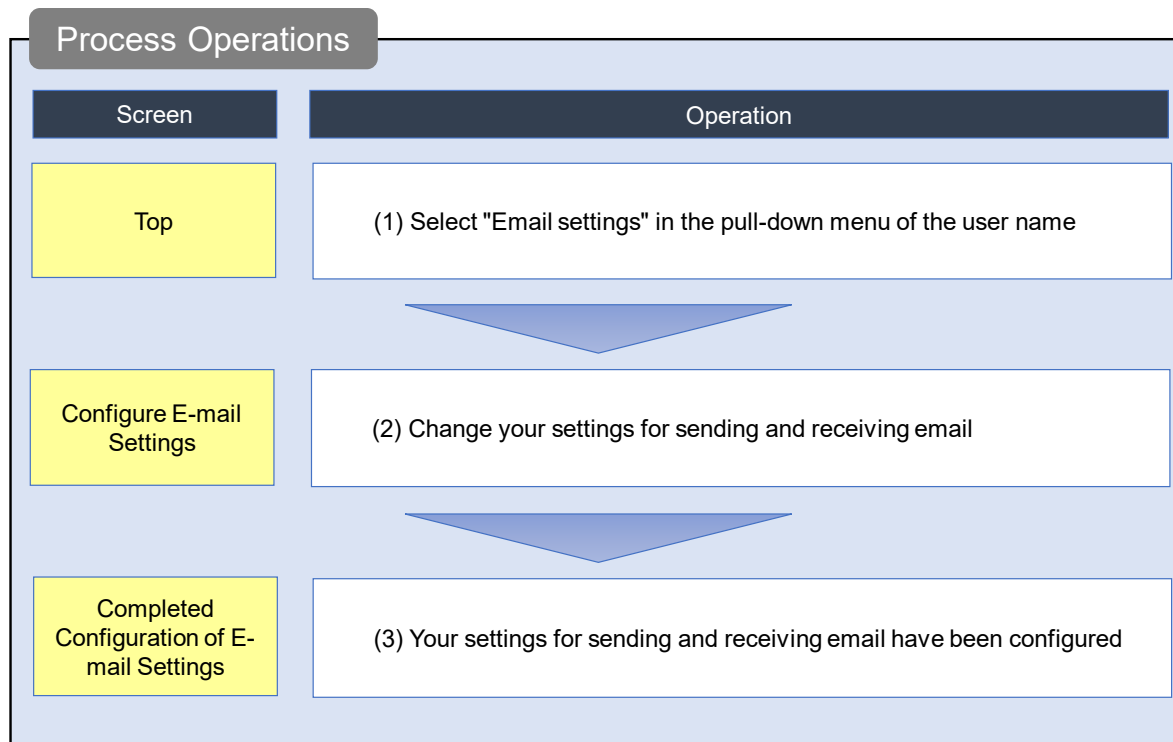 Process Operations
Screen
Operation
Top
(1) Select "Email settings" in the pull-down menu of the user name
Configure E-mail
Settings
(2) Change your settings for sending and receiving email
Completed
Configuration of E-
mail Settings
(3) Your settings for sending and receiving email have been configured